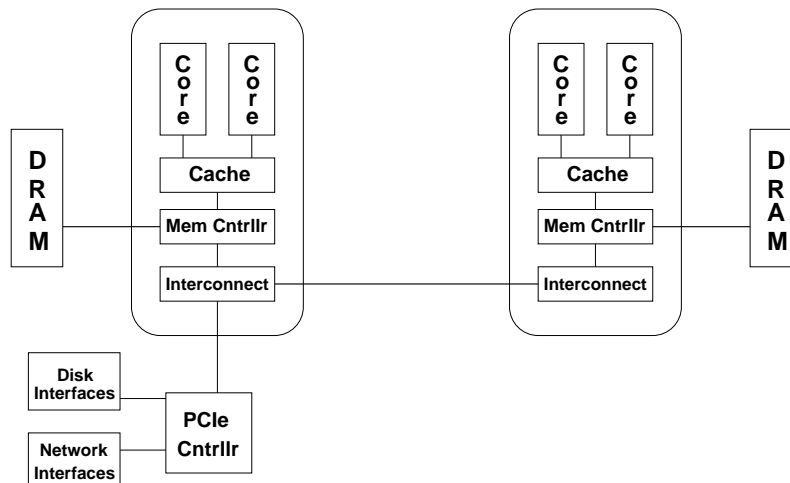 Core
Core
Cache
Mem Cntrllr
Interconnect
DRAM
Core
Core
Cache
Mem Cntrllr
Interconnect
DRAM
Disk
Interfaces
PCIe
Cntrllr
Network
Interfaces